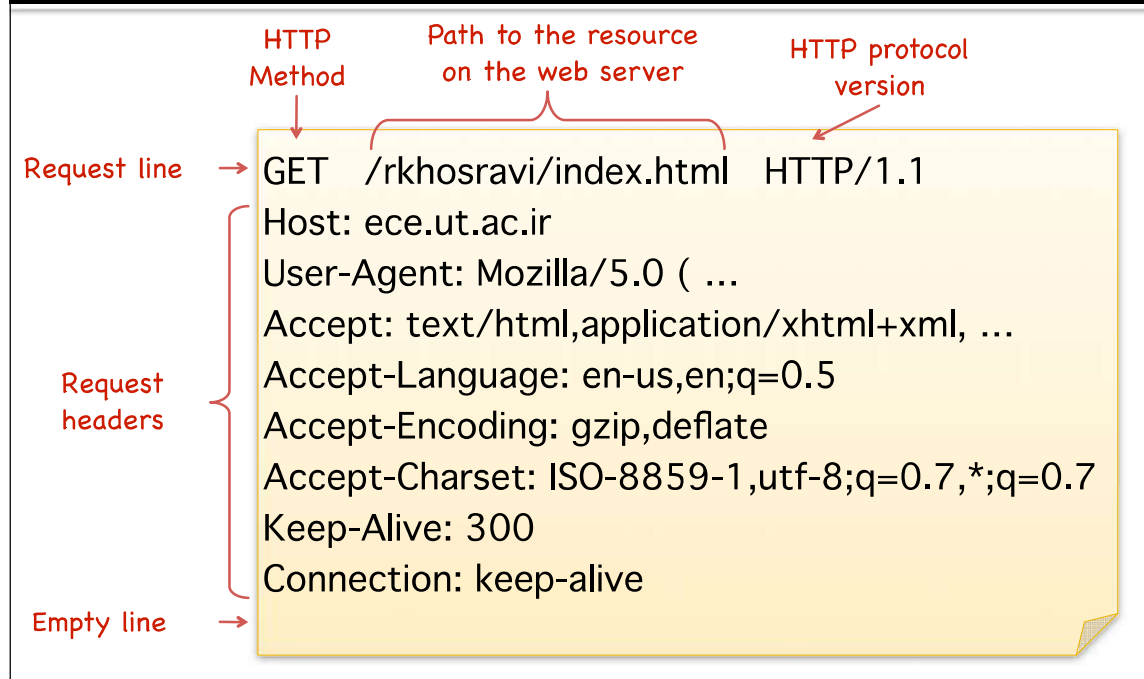 HTTP
Method
Path to the resource
on the web server
HTTP protocol
version
Request line
GET /rkhosravi/index.html HTTP/1.1
Host: ece.ut.ac.ir
User-Agent: Mozilla/5.0 ( ...
Accept: text/html,application/xhtml+xml, ...
Accept-Language: en-us,en;q=0.5
Accept-Encoding: gzip,deflate
Accept-Charset: ISO-8859-1,utf-8;q=0.7,*;q=0.7
Keep-Alive: 300
Connection: keep-alive
Request
headers
Empty line